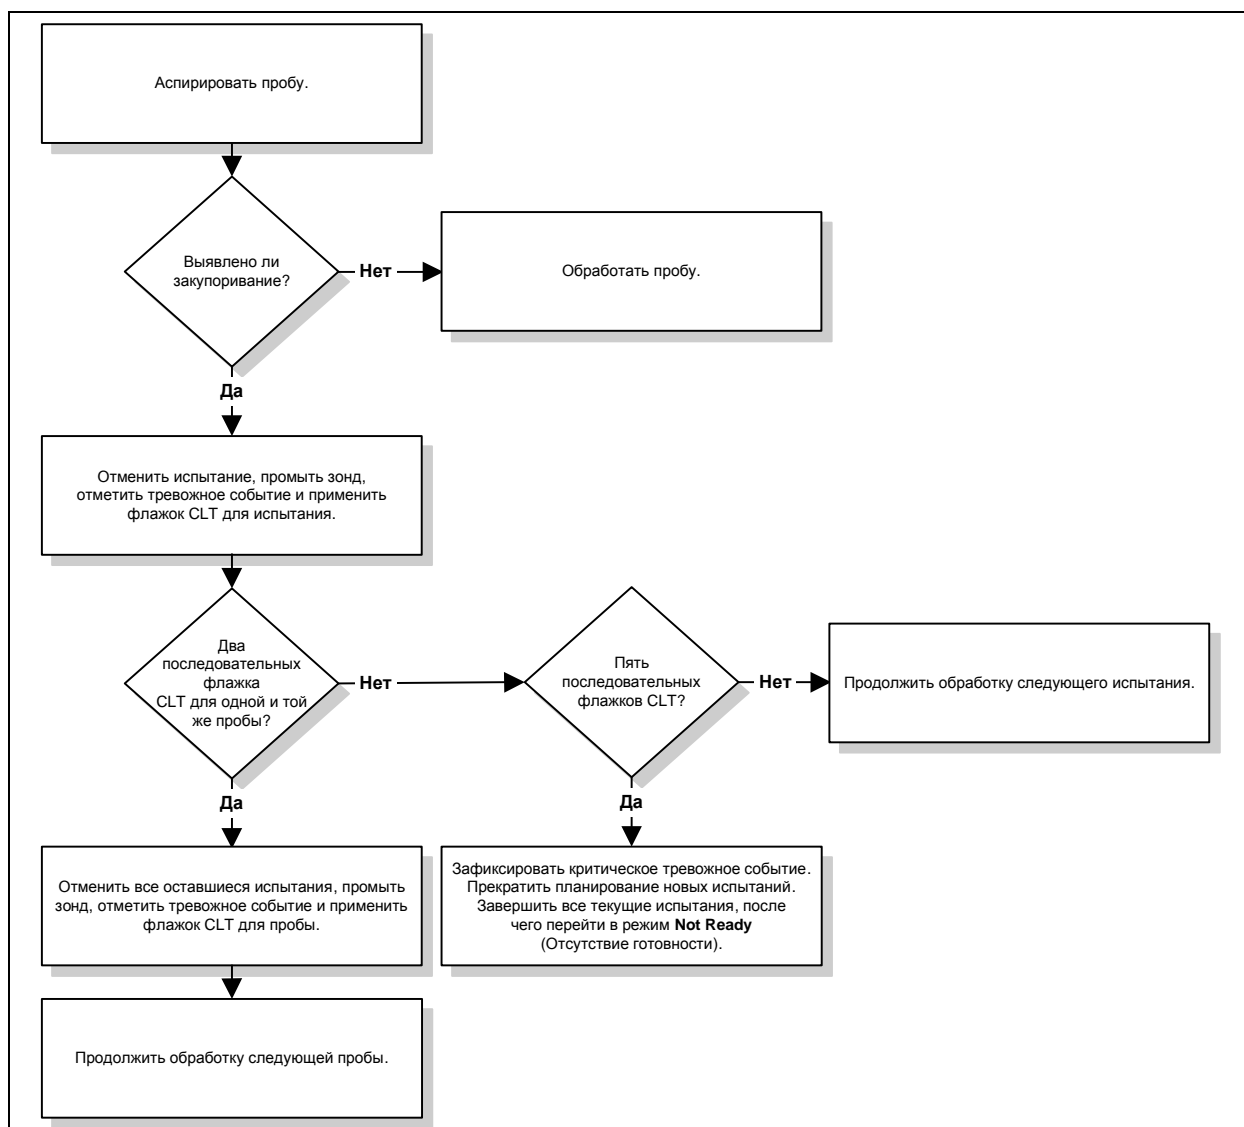 Аспирировать пробу.
Выявлено ли
закупоривание?
Нет
Обработать пробу.
Да
Отменить испытание, промыть зонд,
отметить тревожное событие и применить
флажок CLT для испытания.
Два
последовательных
флажка
CLT для одной и той
же пробы?
Нет
Пять
последовательных
флажков CLT?
Нет
Продолжить обработку следующего испытания.
Да
Да
Отменить все оставшиеся испытания, промыть
зонд, отметить тревожное событие и применить
флажок CLT для пробы.
Зафиксировать критическое тревожное событие.
Прекратить планирование новых испытаний.
Завершить все текущие испытания, после
чего перейти в режим Not Ready
(Отсутствие готовности).
Продолжить обработку следующей пробы.